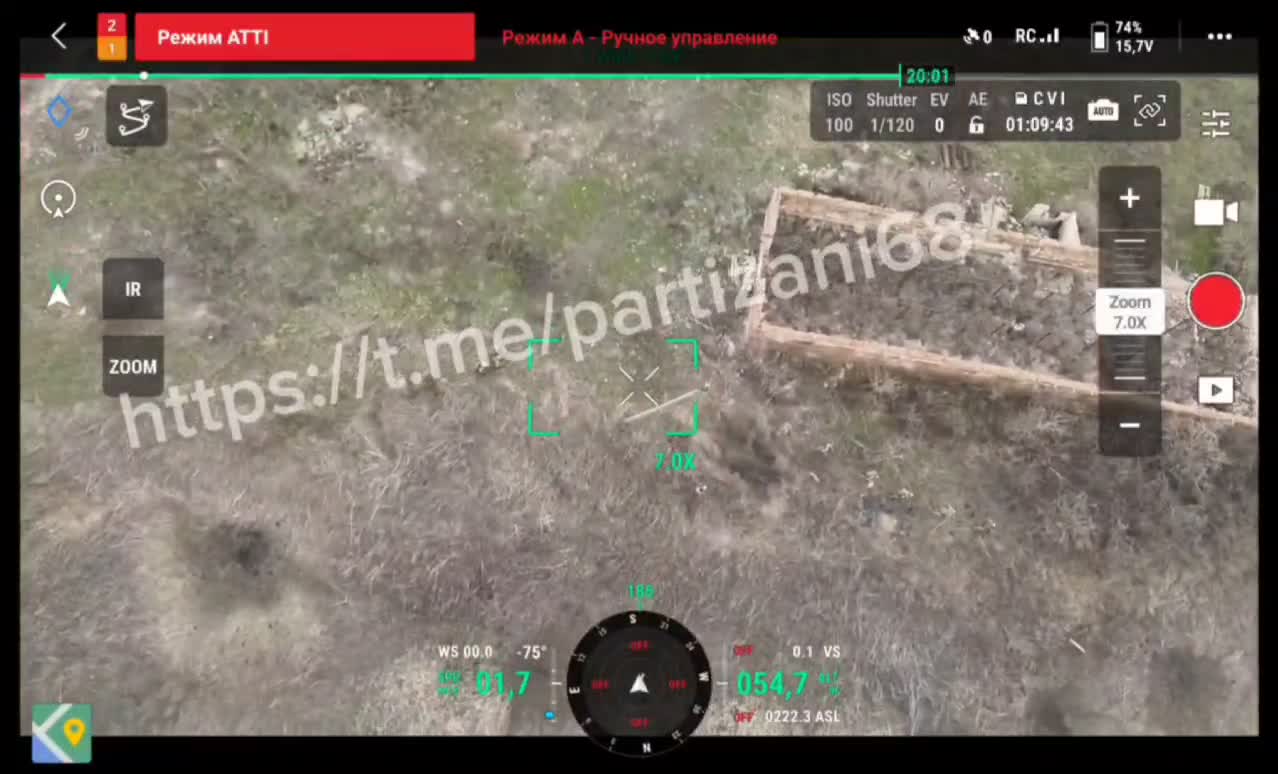 2
1
Режим ATTI
Режим А - Ручное управление
0
RC
74%
15,7V
20:01
ISO Shutter EV AE CVI
100 1/120 0 01:09:43
AUTO
IR
ZOOM
https://t.me/partizani68
Zoom
7.0X
7,0X
S
W
N
E
OFF
OFF
OFF
OFF
WS 00.0 -75°
01,7
OFF 0.1 VS
054,7
OFF 0222.3 ASL